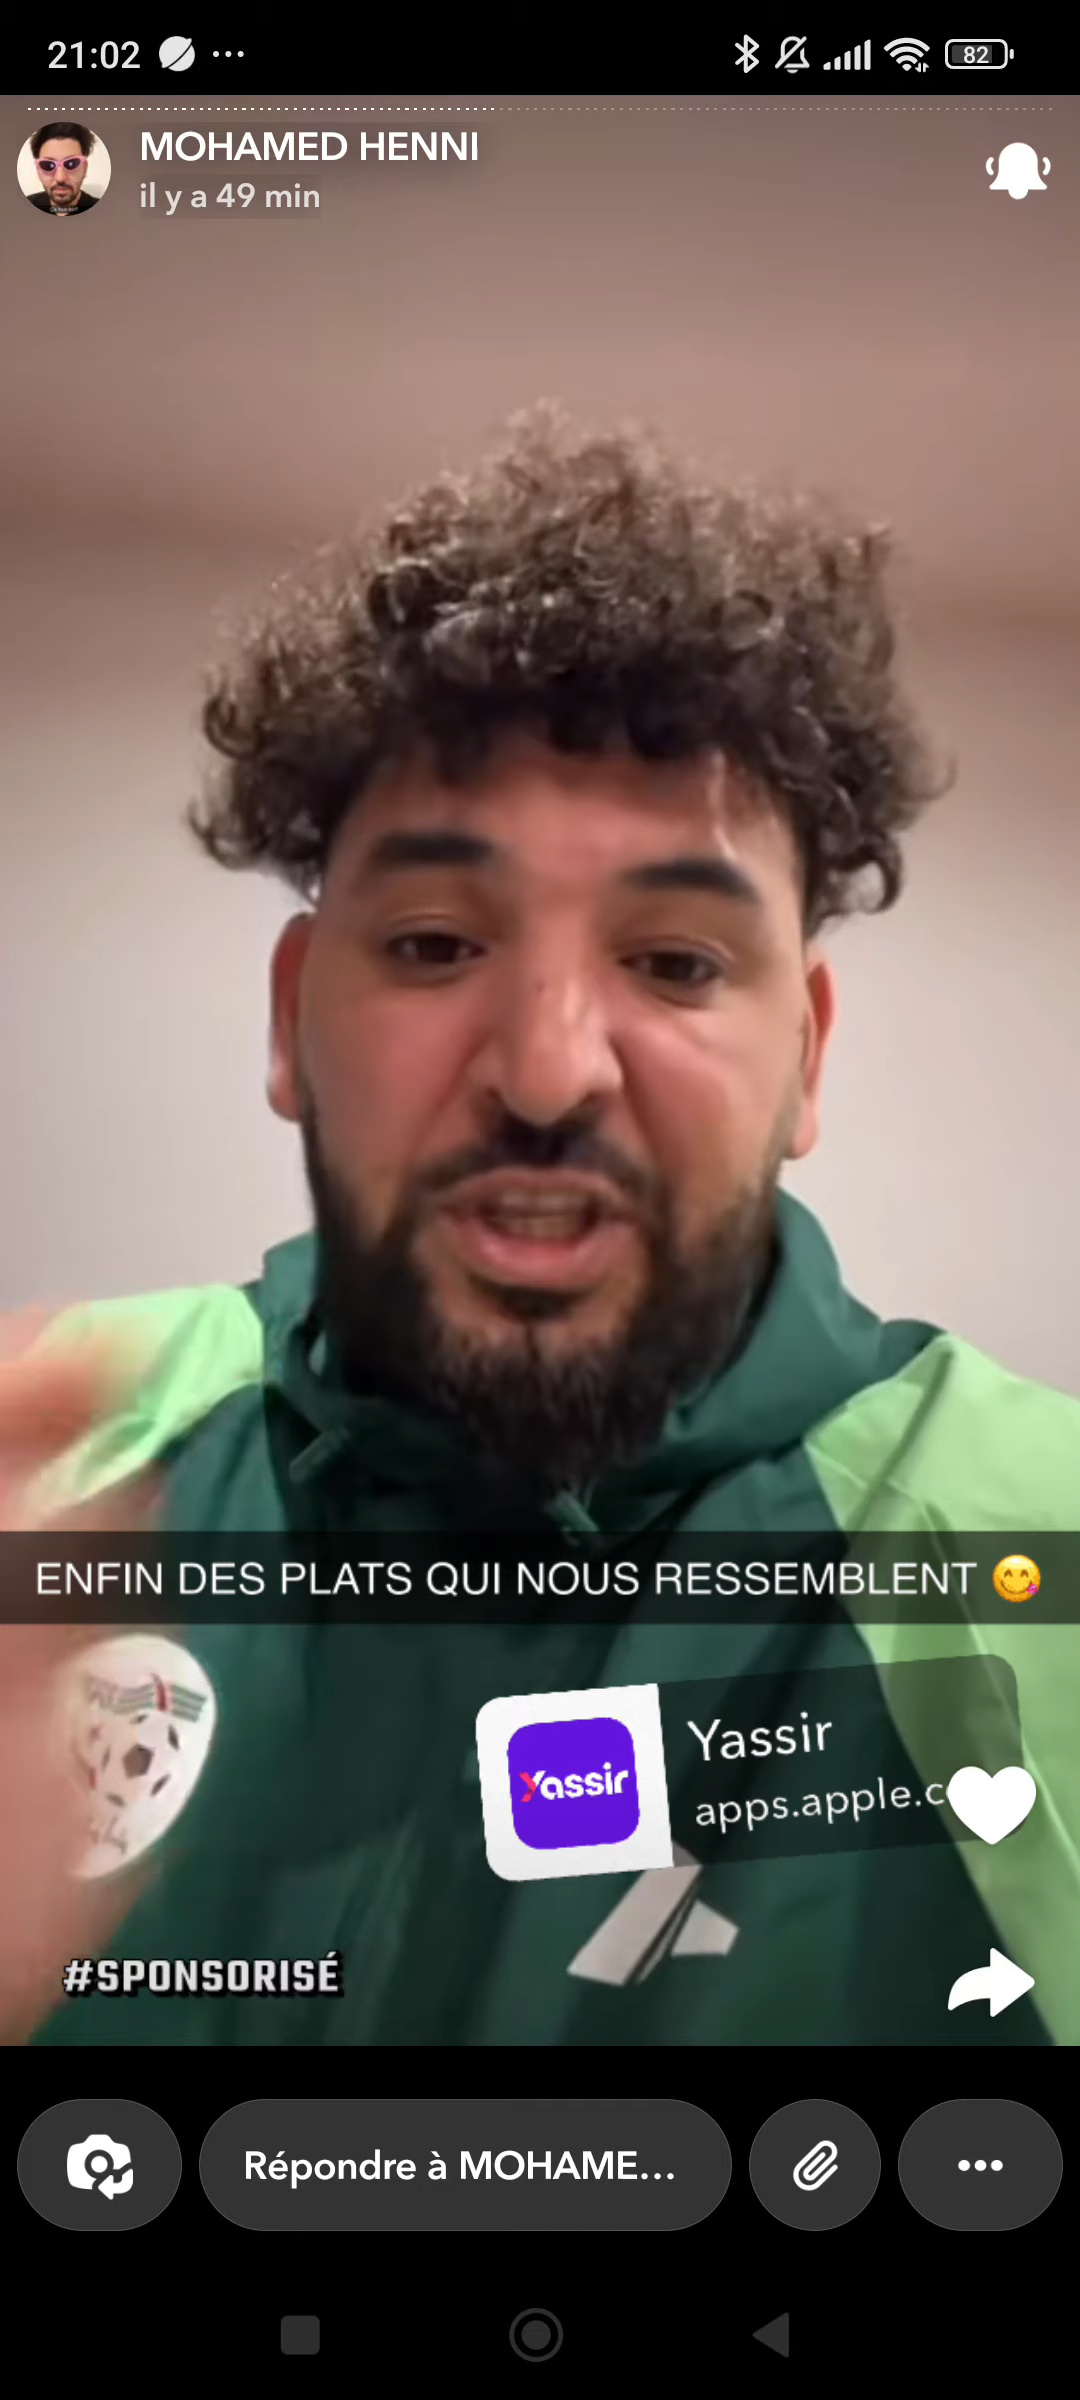 21:02
82
MOHAMED HENNI
il y a 49 min
ENFIN DES PLATS QUI NOUS RESSEMBLENT 😋
Yassir
Yassir
apps.apple.c
#SPONSORISÉ
Répondre à MOHAME...